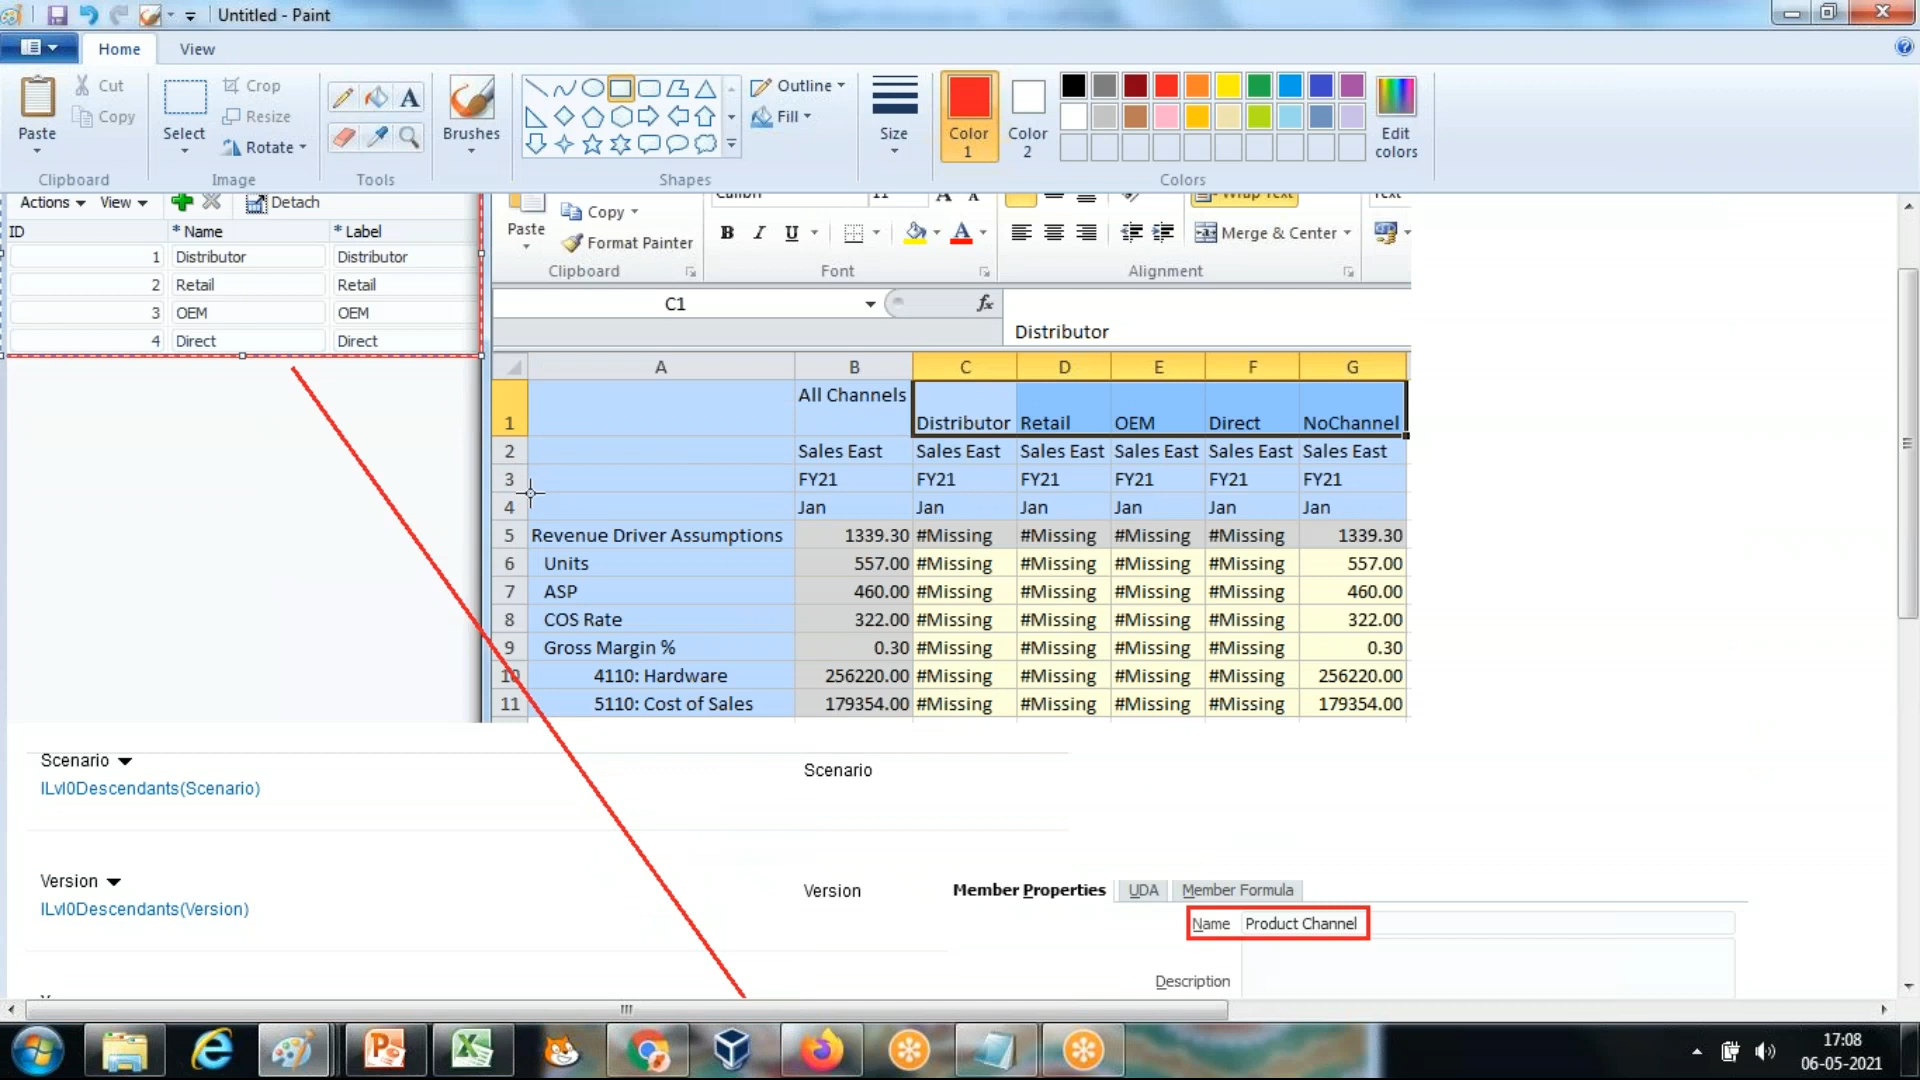 Untitled - Paint
Home View
Paste Cut Copy Clipboard
Select Crop Resize Rotate Image
Tools
Brushes
Shapes
Outline Fill
Size
Color 1 Color 2 Edit colors Colors
Actions View Detach
ID * Name * Label
1 Distributor Distributor
2 Retail Retail
3 OEM OEM
4 Direct Direct
Paste Copy Format Painter Clipboard
B I U Font
Wrap Text
Merge & Center
Alignment
C1 fx
Distributor
A B C D E F G
1 All Channels Distributor Retail OEM Direct NoChannel
2 Sales East Sales East Sales East Sales East Sales East Sales East
3 FY21 FY21 FY21 FY21 FY21 FY21
4 Jan Jan Jan Jan Jan Jan
5 Revenue Driver Assumptions 1339.30 #Missing #Missing #Missing #Missing 1339.30
6 Units 557.00 #Missing #Missing #Missing #Missing 557.00
7 ASP 460.00 #Missing #Missing #Missing #Missing 460.00
8 COS Rate 322.00 #Missing #Missing #Missing #Missing 322.00
9 Gross Margin % 0.30 #Missing #Missing #Missing #Missing 0.30
10 4110: Hardware 256220.00 #Missing #Missing #Missing #Missing 256220.00
11 5110: Cost of Sales 179354.00 #Missing #Missing #Missing #Missing 179354.00
Scenario Scenario
ILvl0Descendants(Scenario)
Version Version
ILvl0Descendants(Version)
Member Properties UDA Member Formula
Name Product Channel
Description
17:08
06-05-2021